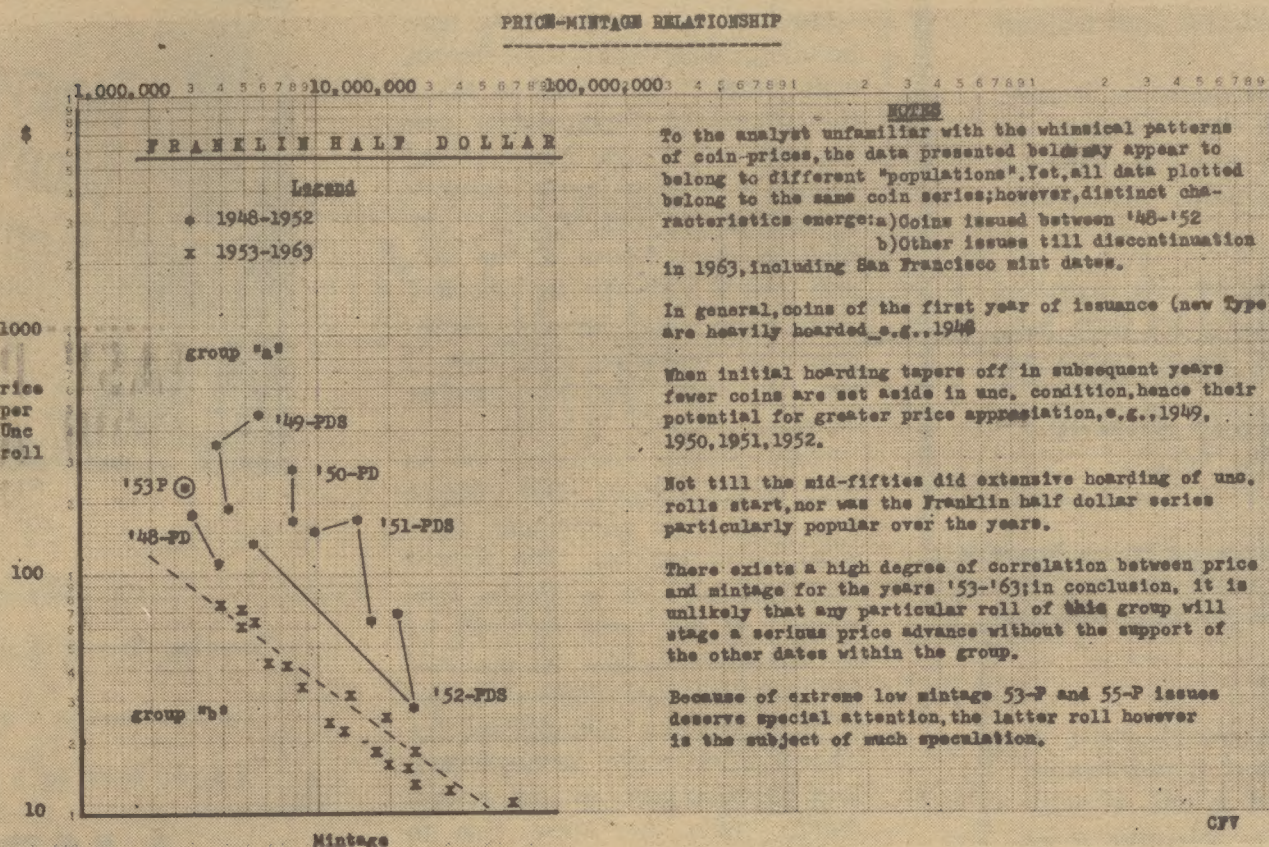 PRICE-MINTAGE RELATIONSHIP
1,000,000 3 4 5 6 7 8 9 1 10,000,000 3 4 5 6 7 8 9 100,000,000 3 4 5 6 7 8 9 1 2 3 4 5 6 7 8 9 1 2 3 4 5 6 7 8 9
$
FRANKLIN HALF DOLLAR
Legend
1948-1952
x 1953-1963
1000
group "a"
rice
per
Unc
roll
'49-PDS
'53P
'50-PD
'48-PD
'51-PDS
100
'52-PDS
group "b"
10
Mintage
NOTES
To the analyst unfamiliar with the whimsical patterns
of coin-prices,the data presented below may appear to
belong to different "populations".Yet,all data plotted
belong to the same coin series;however,distinct cha-
racteristics emerge:a)Coins issued between '48-'52
b)Other issues till discontinuation
in 1963,including San Francisco mint dates.
In general,coins of the first year of issuance (new Type
are heavily hoarded_e.g.,1948
When initial hoarding tapers off in subsequent years
fewer coins are set aside in unc. condition,hence their
potential for greater price appreciation,e.g.,1949,
1950,1951,1952.
Not till the mid-fifties did extensive hoarding of unc.
rolls start,nor was the Franklin half dollar series
particularly popular over the years.
There exists a high degree of correlation between price
and mintage for the years '53-'63;in conclusion, it is
unlikely that any particular roll of this group will
stage a serious price advance without the support of
the other dates within the group.
Because of extreme low mintage 53-P and 55-P issues
deserve special attention,the latter roll however
is the subject of much speculation.
CFV